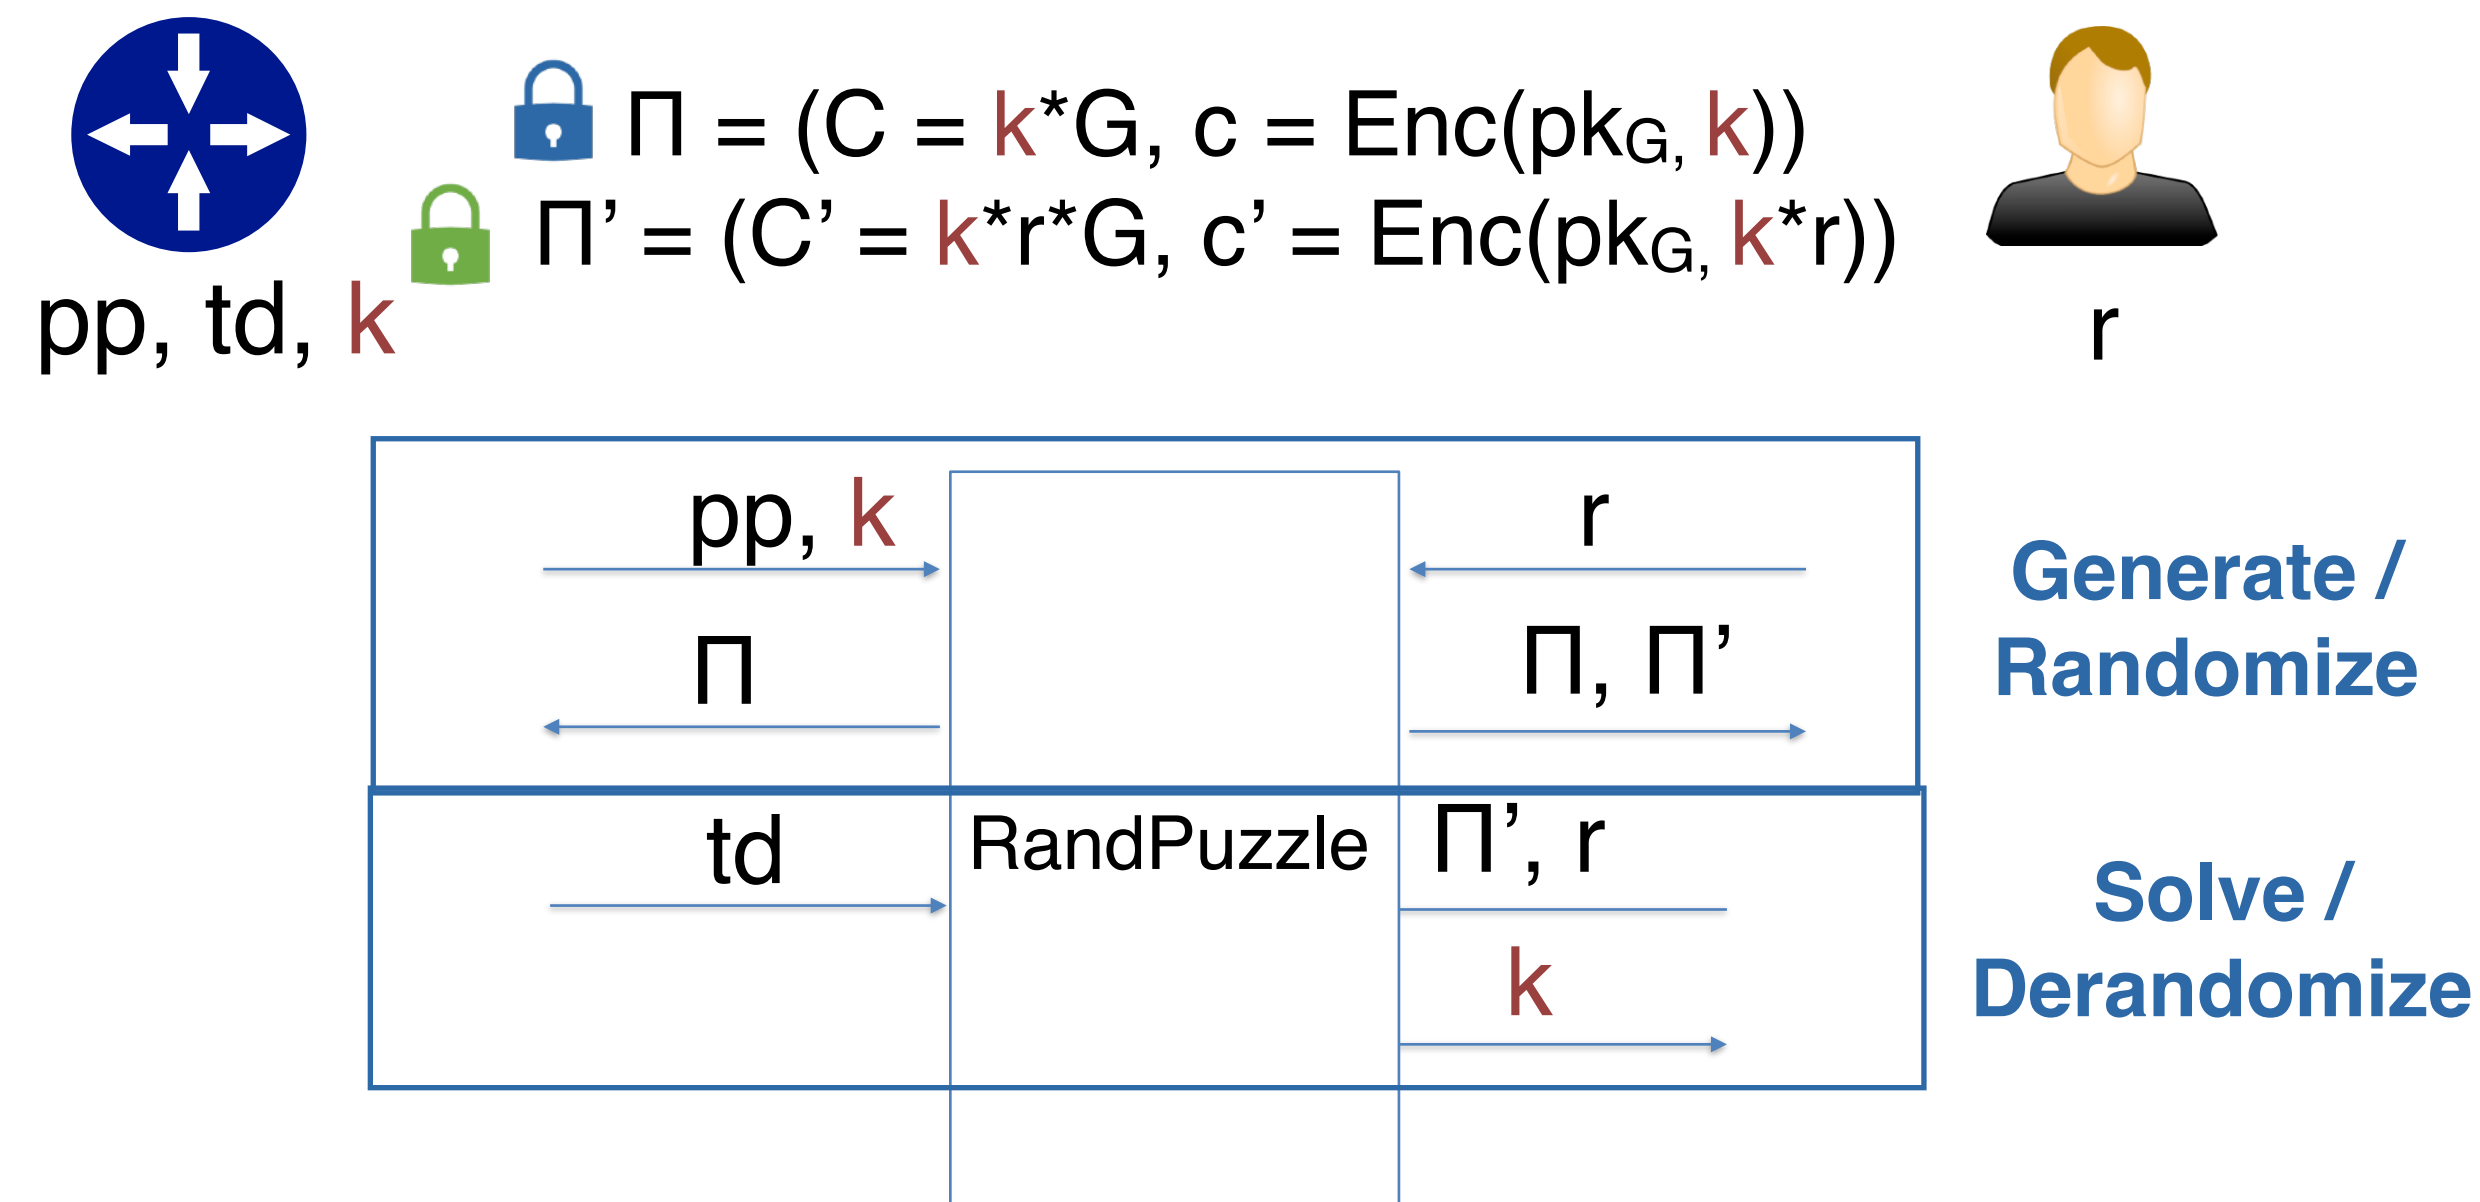 Π = (C = k*G, c = Enc(pkG, k))
Π’ = (C’ = k*r*G, c’ = Enc(pkG, k*r))
pp, td, k
r
pp, k
r
Generate /
Randomize
Π
Π, Π’
td
RandPuzzle
Π’, r
Solve /
Derandomize
k